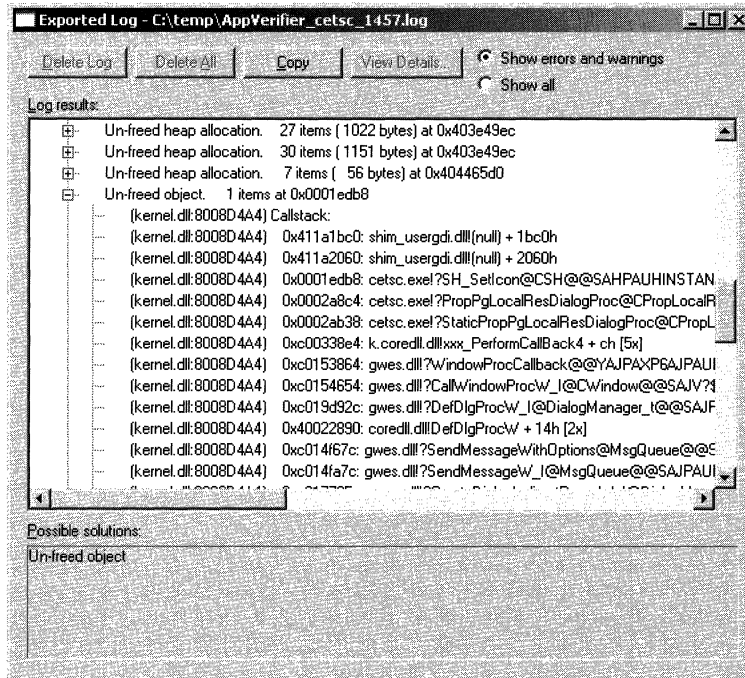 Exported Log - C:\temp\AppVerifier_cetsc_1457.log
Delete Log Delete All Copy View Details... Show errors and warnings
Show all
Log results:
Un-freed heap allocation. 27 items ( 1022 bytes) at 0x403e49ec
Un-freed heap allocation. 30 items ( 1151 bytes) at 0x403e49ec
Un-freed heap allocation. 7 items ( 56 bytes) at 0x404465d0
Un-freed object. 1 items at 0x0001edb8
(kernel.dll:8008D4A4) Callstack:
(kernel.dll:8008D4A4) 0x411a1bc0: shim_usergdi.dll!(null) + 1bc0h
(kernel.dll:8008D4A4) 0x411a2060: shim_usergdi.dll!(null) + 2060h
(kernel.dll:8008D4A4) 0x0001edb8: cetsc.exe!?SH_SetIcon@CSH@@SAHPAUHINSTAN
(kernel.dll:8008D4A4) 0x0002a8c4: cetsc.exe!?PropPgLocalResDialogProc@CPropLocalR
(kernel.dll:8008D4A4) 0x0002ab38: cetsc.exe!?StaticPropPgLocalResDialogProc@CPropL
(kernel.dll:8008D4A4) 0xc00338e4: k.coredll.dll!xxx_PerformCallBack4 + ch [5x]
(kernel.dll:8008D4A4) 0xc0153864: gwes.dll!?WindowProcCallback@@YAJPAXP6AJPAUI
(kernel.dll:8008D4A4) 0xc0154654: gwes.dll!?CallWindowProcW_I@CWindow@@SAJV?$
(kernel.dll:8008D4A4) 0xc019d92c: gwes.dll!?DefDlgProcW_I@DialogManager_t@@SAJF
(kernel.dll:8008D4A4) 0x40022890: coredll.dll!DefDlgProcW + 14h [2x]
(kernel.dll:8008D4A4) 0xc014f67c: gwes.dll!?SendMessageWithOptions@MsgQueue@@S
(kernel.dll:8008D4A4) 0xc014fa7c: gwes.dll!?SendMessageW_I@MsgQueue@@SAJPAUI
Possible solutions:
Un-freed object